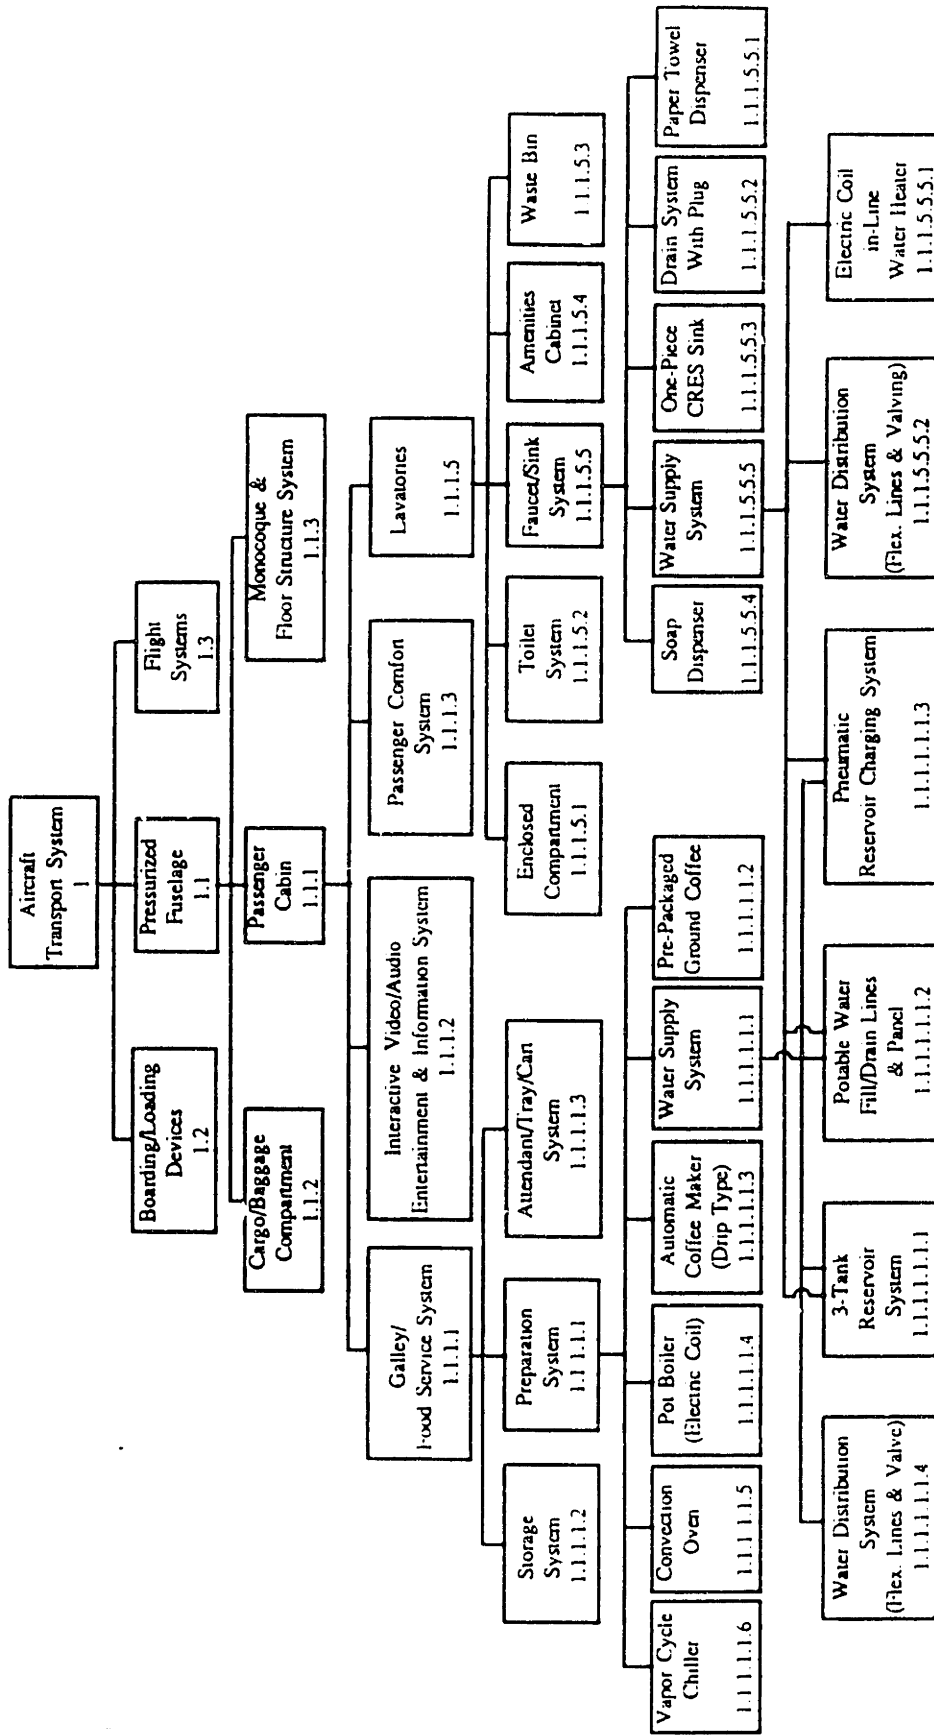 Aircraft
Transport System
1
Boarding/Loading
Devices
1.2
Pressurized
Fuselage
1.1
Flight
Systems
1.3
Cargo/Baggage
Compartment
1.1.2
Passenger
Cabin
1.1.1
Monocoque &
Floor Structure System
1.1.3
Galley/
Food Service System
1.1.1.1
Interactive Video/Audio
Entertainment & Information System
1.1.1.2
Passenger Comfort
System
1.1.1.3
Lavatories
1.1.1.5
Storage
System
1.1.1.1.2
Preparation
System
1.1 1.1.1
Attendant/Tray/Cart
System
1.1.1.1.3
Enclosed
Compartment
1.1.1.5.1
Toilet
System
1.1.1.5.2
Faucet/Sink
System
1.1.1.5.5
Amenities
Cabinet
1.1.1.5.4
Waste Bin
1 1.1.5.3
Vapor Cycle
Chiller
1.1 1.1.1.6
Convection
Oven
1.1.1 1.1.5
Pot Boiler
(Electric Coil)
1.1.1.1.1.4
Automatic
Coffee Maker
(Drip Type)
1.1.1.1.11.3
Water Supply
System
1.1.1.1.1.1
Pre-Packaged
Ground Coffee
1.1.1.1.1.2
Soap
Dispenser
1.1.1.5.5.4
Water Supply
System
1.1.1.5.5.5
One-Piece
CRES Sink
1.1.1.5.5.3
Drain System
With Plug
1.1.1.5.5.2
Paper Towel
Dispenser
1.1.1.5.5.1
Water Distribution
System
(Flex. Lines & Valve)
1.1.1.1.1.1.4
3-Tank
Reservoir
System
1.1.1.1.1.1.1
Potable Water
Fill/Drain Lines
& Panel
1.1.1.1.1.1.2
Pneumatic
Reservoir Charging System
1.1.1.1.1.1.3
Water Distribution
System
(Flex. Lines & Valving)
1.1.1.5.5.5.2
Electric Coil
in-Line
Water Heater
1.1.1.5.5.5.1